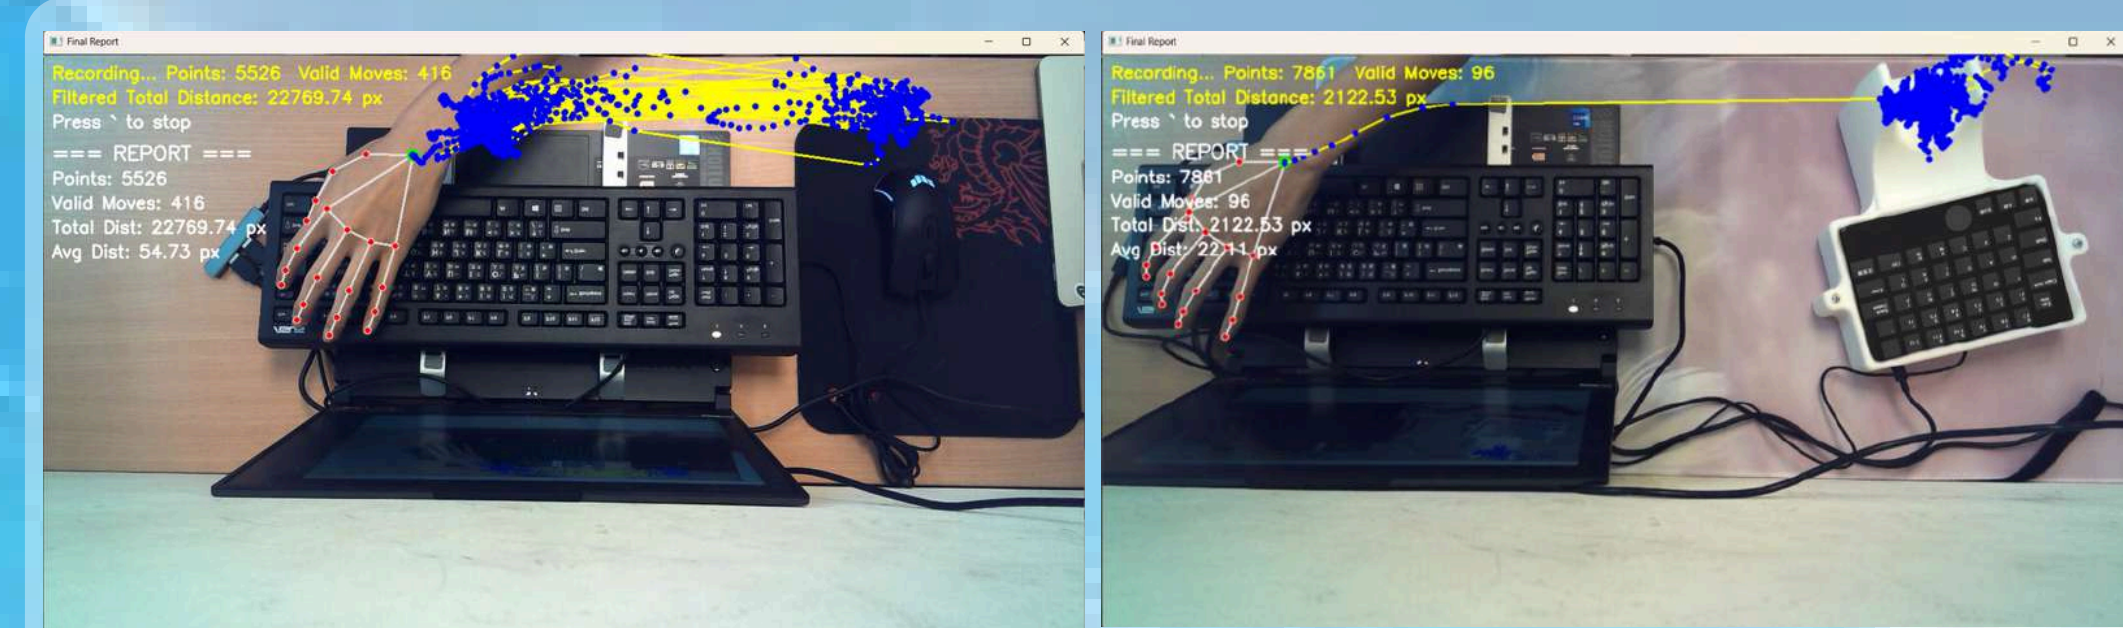 Final Report
Recording... Points: 5526 Valid Moves: 416
Filtered Total Distance: 22769.74 px
Press ` to stop
=== REPORT ===
Points: 5526
Valid Moves: 416
Total Dist: 22769.74 px
Avg Dist: 54.73 px
Final Report
Recording... Points: 7861 Valid Moves: 96
Filtered Total Distance: 2122.53 px
Press ` to stop
=== REPORT ===
Points: 7861
Valid Moves: 96
Total Dist: 2122.53 px
Avg Dist: 22.11 px